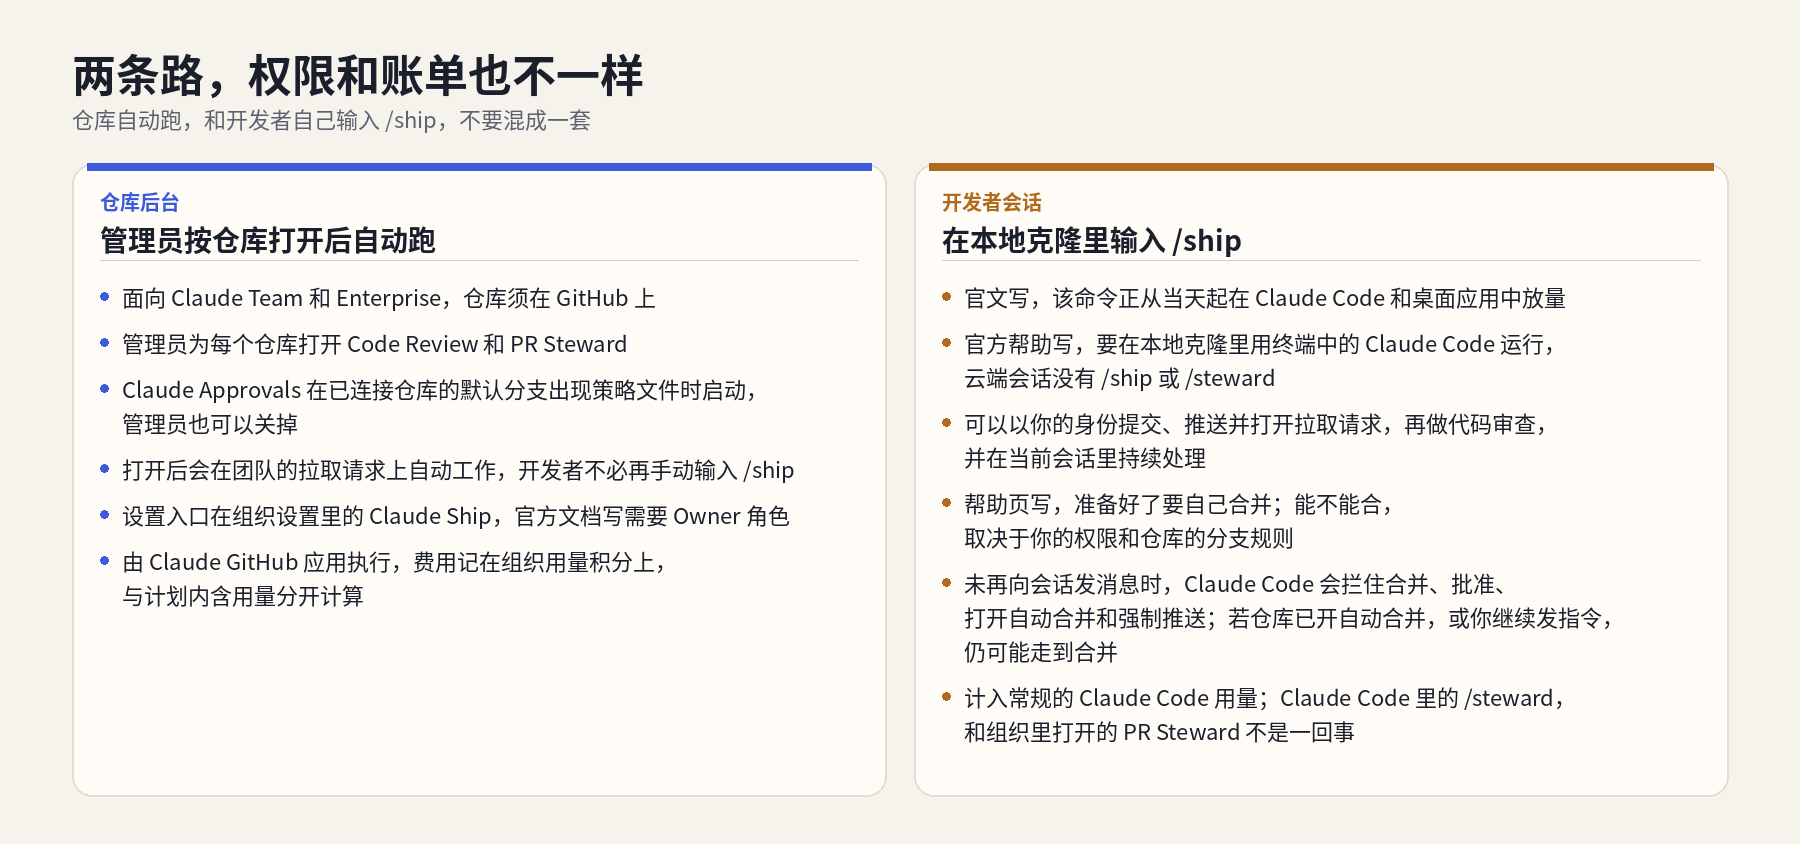 两条路，权限和账单也不一样
仓库自动跑，和开发者自己输入 /ship，不要混成一套
仓库后台
管理员按仓库打开后自动跑
面向 Claude Team 和 Enterprise，仓库须在 GitHub 上
管理员为每个仓库打开 Code Review 和 PR Steward
Claude Approvals 在已连接仓库的默认分支出现策略文件时启动，
管理员也可以关掉
打开后会在团队的拉取请求上自动工作，开发者不必再手动输入 /ship
设置入口在组织设置里的 Claude Ship，官方文档写需要 Owner 角色
由 Claude GitHub 应用执行，费用记在组织用量积分上，
与计划内含用量分开计算
开发者会话
在本地克隆里输入 /ship
官文写，该命令正从当天起在 Claude Code 和桌面应用中放量
官方帮助写，要在本地克隆里用终端中的 Claude Code 运行，
云端会话没有 /ship 或 /steward
可以以你的身份提交、推送并打开拉取请求，再做代码审查，
并在当前会话里持续处理
帮助页写，准备好了要自己合并；能不能合，
取决于你的权限和仓库的分支规则
未再向会话发消息时，Claude Code 会拦住合并、批准、
打开自动合并和强制推送；若仓库已开自动合并，或你继续发指令，
仍可能走到合并
计入常规的 Claude Code 用量；Claude Code 里的 /steward，
和组织里打开的 PR Steward 不是一回事